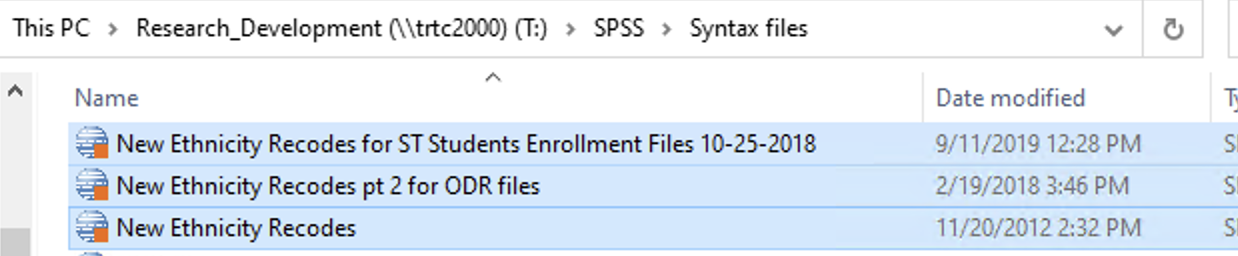 This PC > Research_Development (\\trtc2000) (T:) > SPSS > Syntax files
Name Date modified
New Ethnicity Recodes for ST Students Enrollment Files 10-25-2018 9/11/2019 12:28 PM
New Ethnicity Recodes pt 2 for ODR files 2/19/2018 3:46 PM
New Ethnicity Recodes 11/20/2012 2:32 PM